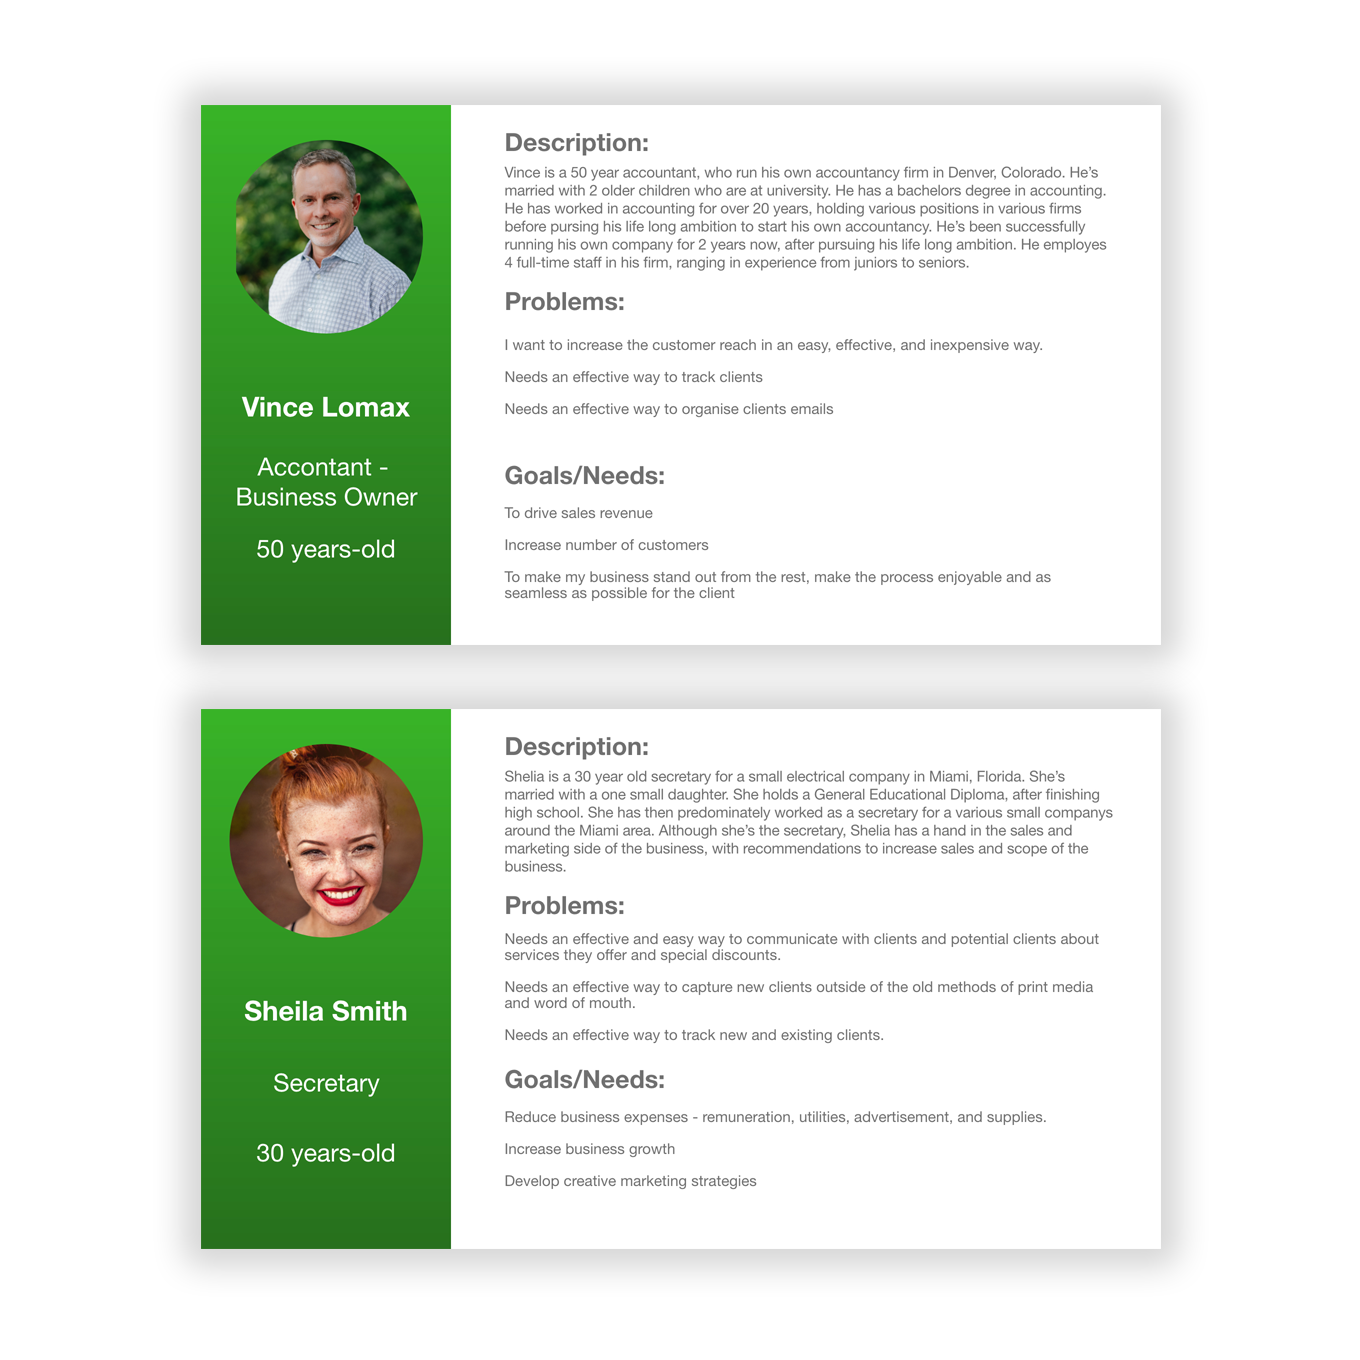 Vince Lomax
Accontant -
Business Owner
50 years-old
Description:
Vince is a 50 year accountant, who run his own accountancy firm in Denver, Colorado. He’s
married with 2 older children who are at university. He has a bachelors degree in accounting.
He has worked in accounting for over 20 years, holding various positions in various firms
before pursing his life long ambition to start his own accountancy. He’s been successfully
running his own company for 2 years now, after pursuing his life long ambition. He employes
4 full-time staff in his firm, ranging in experience from juniors to seniors.
Problems:
I want to increase the customer reach in an easy, effective, and inexpensive way.
Needs an effective way to track clients
Needs an effective way to organise clients emails
Goals/Needs:
To drive sales revenue
Increase number of customers
To make my business stand out from the rest, make the process enjoyable and as
seamless as possible for the client
Sheila Smith
Secretary
30 years-old
Description:
Shelia is a 30 year old secretary for a small electrical company in Miami, Florida. She’s
married with a one small daughter. She holds a General Educational Diploma, after finishing
high school. She has then predominately worked as a secretary for a various small companys
around the Miami area. Although she’s the secretary, Shelia has a hand in the sales and
marketing side of the business, with recommendations to increase sales and scope of the
business.
Problems:
Needs an effective and easy way to communicate with clients and potential clients about
services they offer and special discounts.
Needs an effective way to capture new clients outside of the old methods of print media
and word of mouth.
Needs an effective way to track new and existing clients.
Goals/Needs:
Reduce business expenses - remuneration, utilities, advertisement, and supplies.
Increase business growth
Develop creative marketing strategies